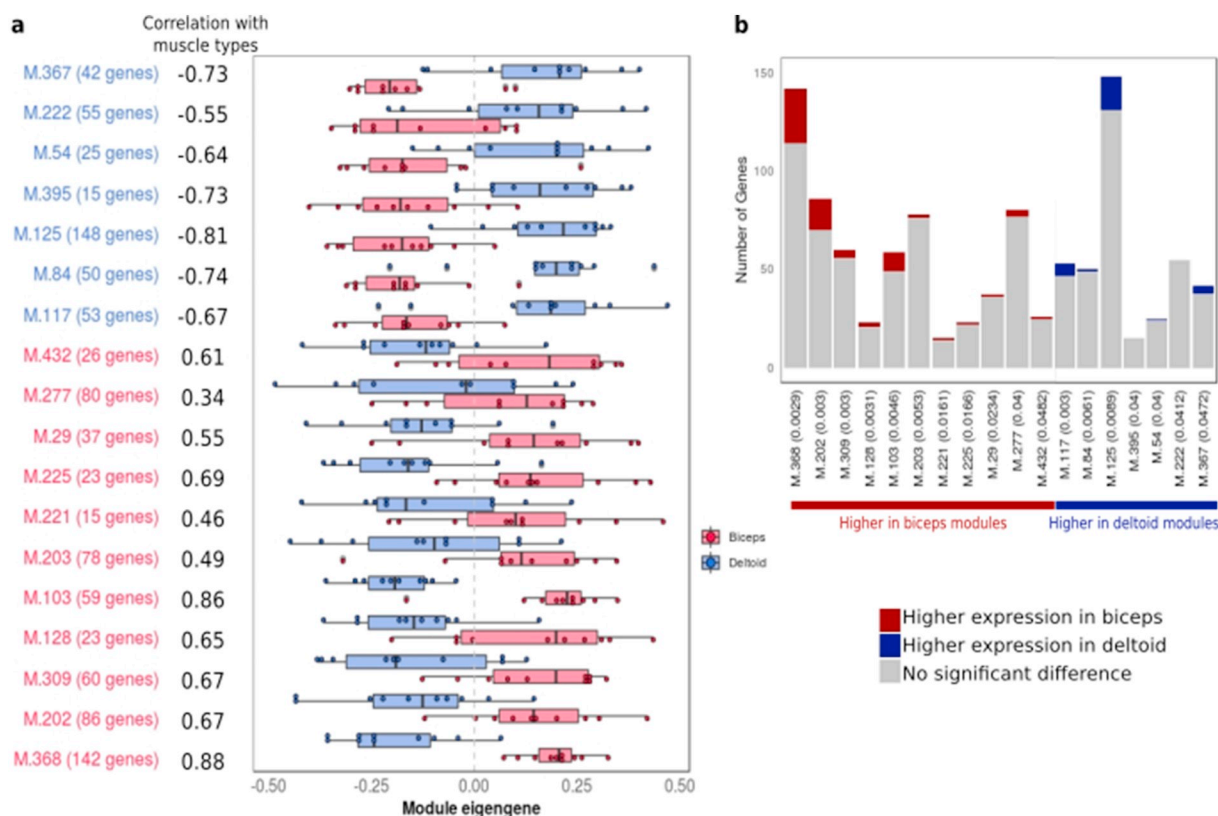 a
Correlation with
muscle types
M.367 (42 genes) -0.73
M.222 (55 genes) -0.55
M.54 (25 genes) -0.64
M.395 (15 genes) -0.73
M.125 (148 genes) -0.81
M.84 (50 genes) -0.74
M.117 (53 genes) -0.67
M.432 (26 genes) 0.61
M.277 (80 genes) 0.34
M.29 (37 genes) 0.55
M.225 (23 genes) 0.69
M.221 (15 genes) 0.46
M.203 (78 genes) 0.49
M.103 (59 genes) 0.86
M.128 (23 genes) 0.65
M.309 (60 genes) 0.67
M.202 (86 genes) 0.67
M.368 (142 genes) 0.88
-0.50 -0.25 0.00 0.25 0.50
Module eigengene
Biceps
Deltoid
b
Number of Genes
150
100
50
0
M.368 (0.0029)
M.202 (0.003)
M.309 (0.003)
M.128 (0.0031)
M.103 (0.0046)
M.203 (0.0053)
M.221 (0.0161)
M.225 (0.0166)
M.29 (0.0234)
M.277 (0.04)
M.432 (0.0482)
M.117 (0.003)
M.84 (0.0061)
M.125 (0.0089)
M.395 (0.04)
M.54 (0.04)
M.222 (0.0412)
M.367 (0.0472)
Higher in biceps modules
Higher in deltoid modules
Higher expression in biceps
Higher expression in deltoid
No significant difference